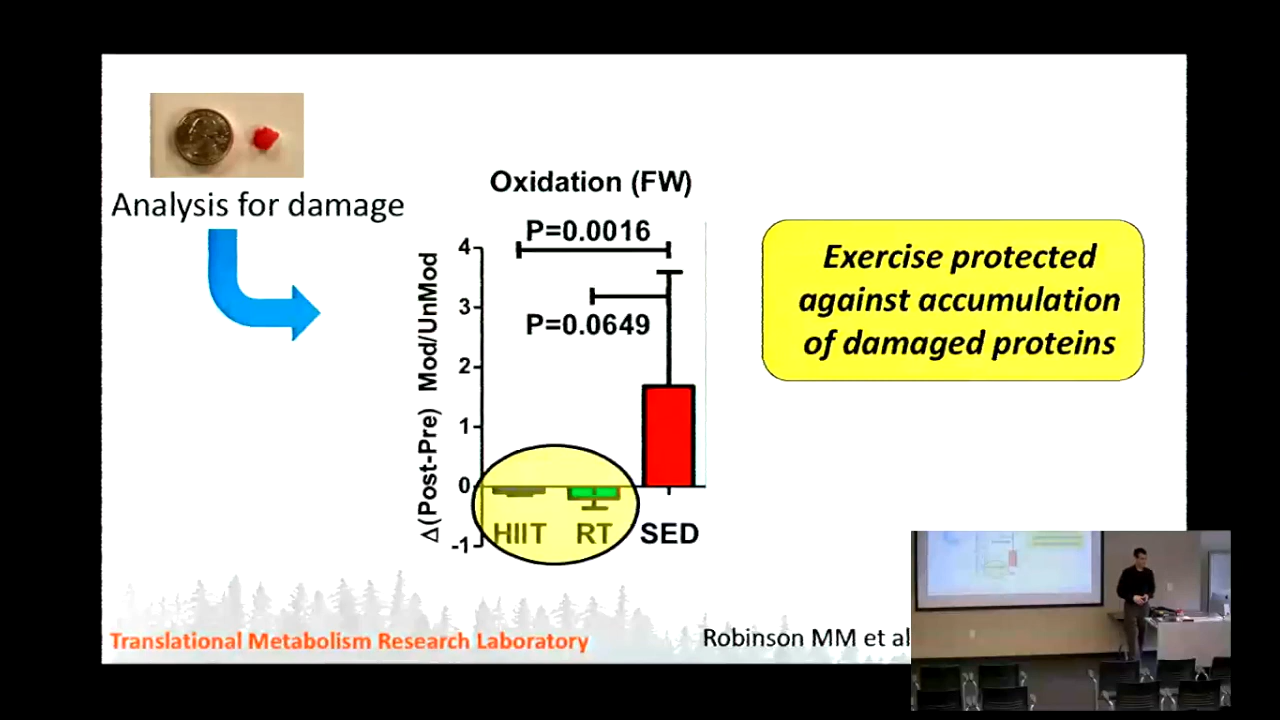 Analysis for damage
Oxidation (FW)
P=0.0016
P=0.0649
4
3
2
1
0
-1
Δ(Post-Pre) Mod/UnMod
HIIT
RT
SED
Exercise protected
against accumulation
of damaged proteins
Translational Metabolism Research Laboratory
Robinson MM et al